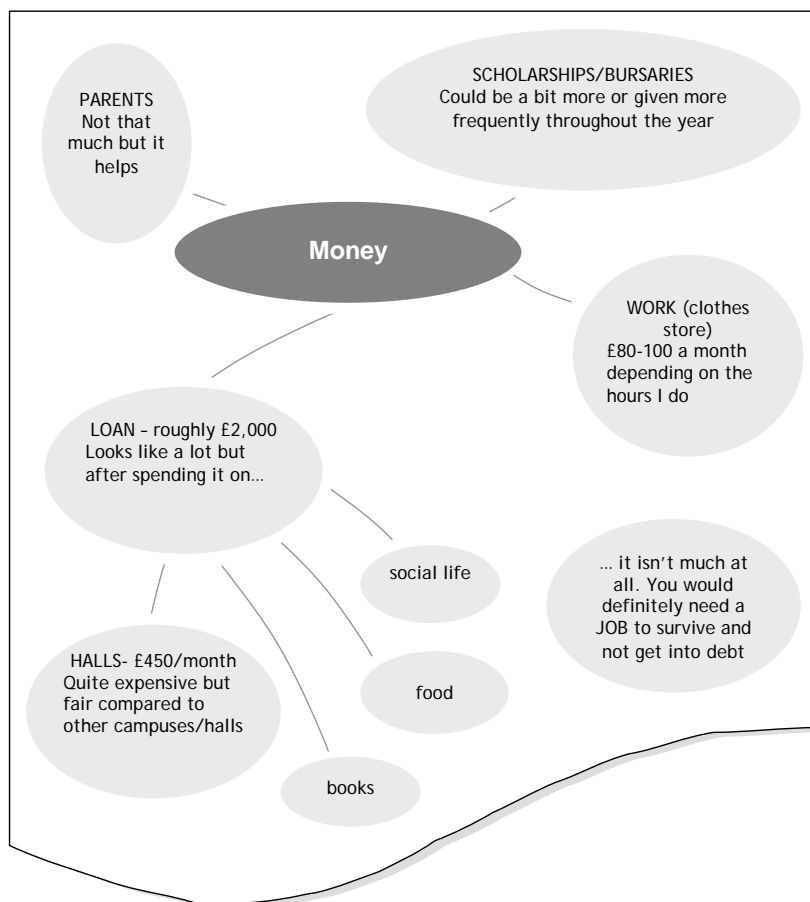 PARENTS
Not that
much but it
helps
SCHOLARSHIPS/BURSARIES
Could be a bit more or given more
frequently throughout the year
Money
WORK (clothes
store)
£80-100 a month
depending on the
hours I do
LOAN – roughly £2,000
Looks like a lot but
after spending it on...
social life
... it isn't much at
all. You would
definitely need a
JOB to survive and
not get into debt
HALLS- £450/month
Quite expensive but
fair compared to
other campuses/halls
food
books